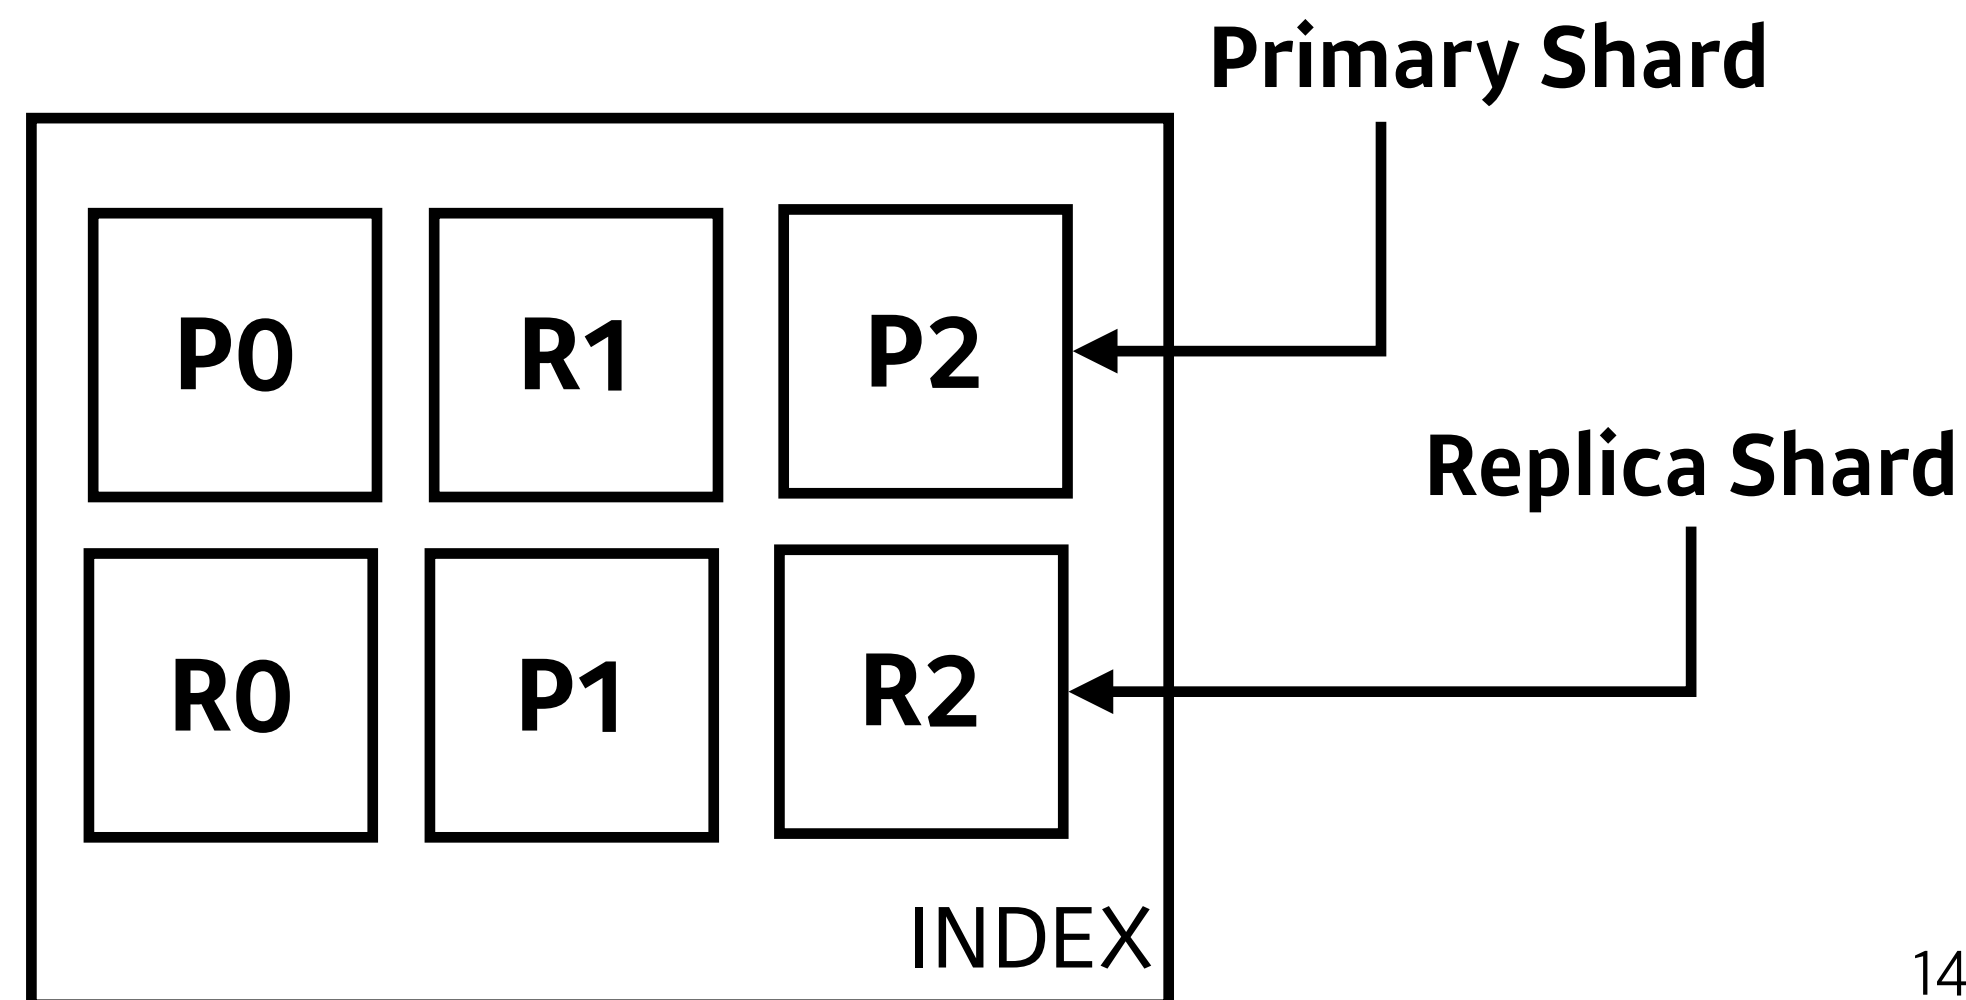 Primary Shard
P0 R1 P2
Replica Shard
R0 P1 R2
INDEX
14